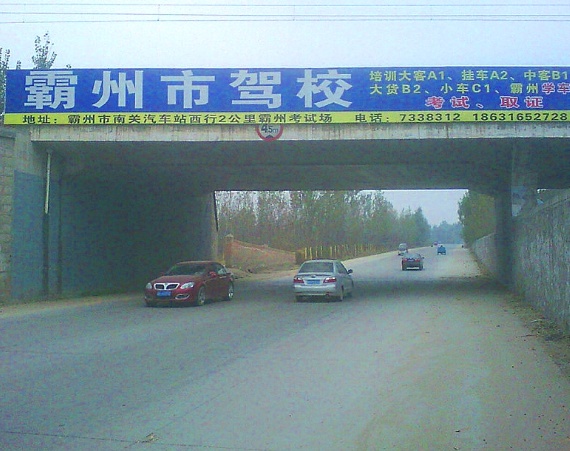 霸州市驾校
培训大客A1、挂车A2、中客B1
大货B2、小车C1、霸州学车
考试、取证
地址：霸州市南关汽车站西行2公里霸州考试场 电话：7338312 18631652728
4.5m